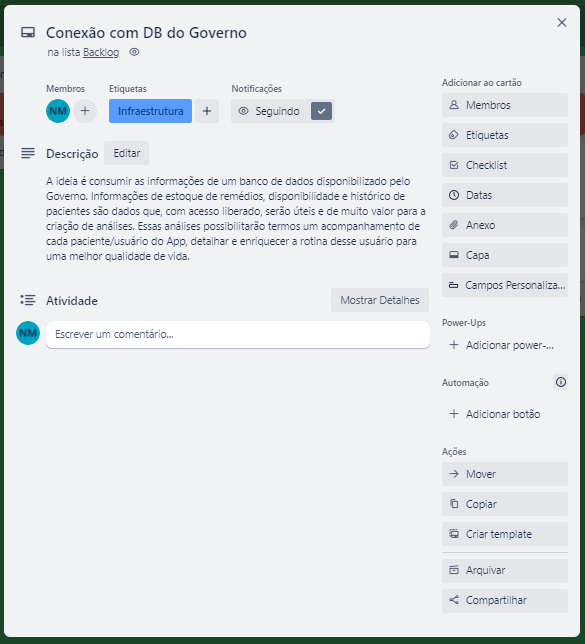 Conexão com DB do Governo
na lista Backlog
Membros
Etiquetas
Notificações
NM
Infraestrutura
Seguindo
Descrição
Editar
A ideia é consumir as informações de um banco de dados disponibilizado pelo
Governo. Informações de estoque de remédios, disponibilidade e histórico de
pacientes são dados que, com acesso liberado, serão úteis e de muito valor para a
criação de análises. Essas análises possibilitarão termos um acompanhamento de
cada paciente/usuário do App, detalhar e enriquecer a rotina desse usuário para
uma melhor qualidade de vida.
Atividade
Mostrar Detalhes
NM
Escrever um comentário...
Adicionar ao cartão
Membros
Etiquetas
Checklist
Datas
Anexo
Capa
Campos Personaliza...
Power-Ups
Adicionar power-...
Automação
Adicionar botão
Ações
Mover
Copiar
Criar template
Arquivar
Compartilhar